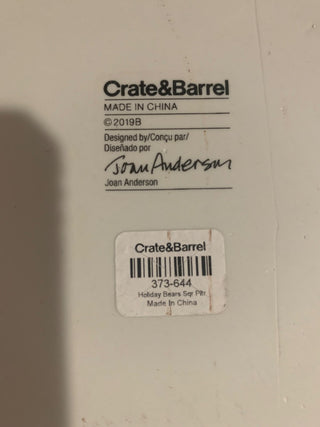 Crate&Barrel
MADE IN CHINA
©2019B
Designed by/Conçu par/
Diseñado por
Joan Anderson
Joan Anderson
Crate&Barrel
373-644
Holiday Bears Sqr Pltr
Made In China